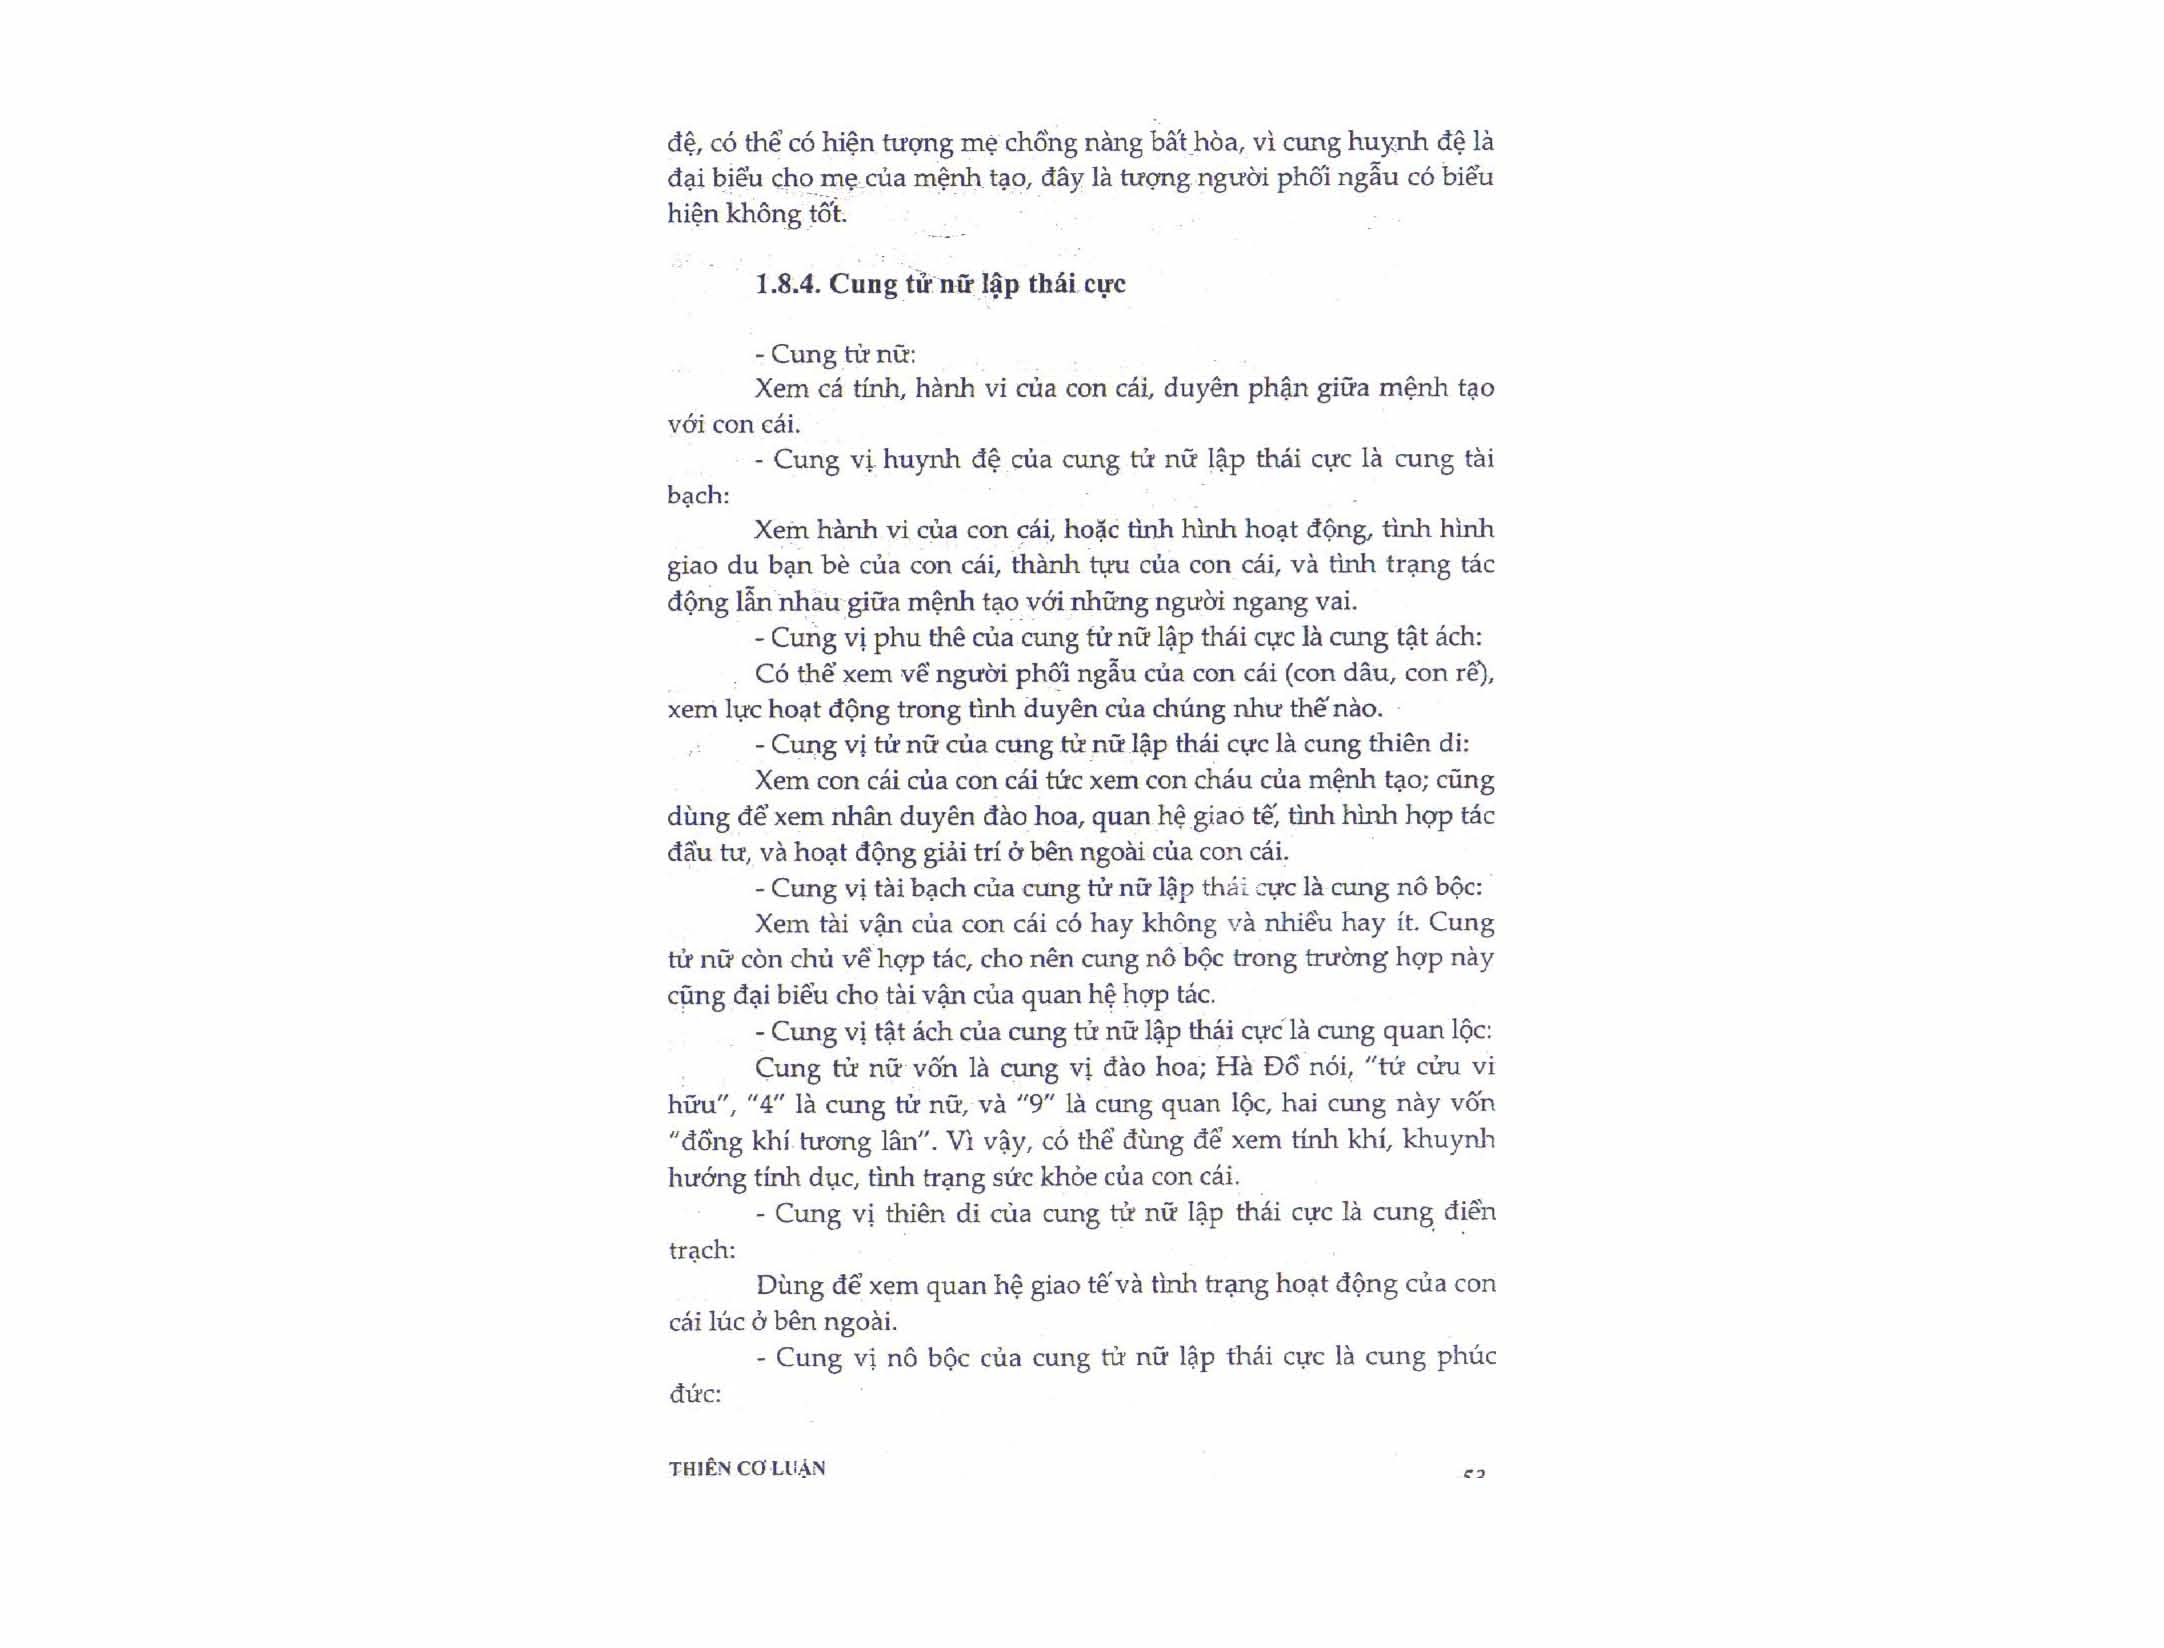 đệ, có thể có hiện tượng mẹ chồng nàng bất hòa, vì cung huynh đệ là
đại biểu cho mẹ của mệnh tạo, đây là tượng người phối ngẫu có biểu
hiện không tốt.
1.8.4. Cung tử nữ lập thái cực
- Cung tử nữ:
Xem cá tính, hành vi của con cái, duyên phận giữa mệnh tạo
với con cái.
- Cung vị huynh đệ của cung tử nữ lập thái cực là cung tài
bạch:
Xem hành vi của con cái, hoặc tình hình hoạt động, tình hình
giao du bạn bè của con cái, thành tựu của con cái, và tình trạng tác
động lẫn nhau giữa mệnh tạo với những người ngang vai.
- Cung vị phu thê của cung tử nữ lập thái cực là cung tật ách:
Có thể xem về người phối ngẫu của con cái (con dâu, con rể),
xem lực hoạt động trong tình duyên của chúng như thế nào.
- Cung vị tử nữ của cung tử nữ lập thái cực là cung thiên di:
Xem con cái của con cái tức xem con cháu của mệnh tạo; cũng
dùng để xem nhân duyên đào hoa, quan hệ giao tế, tình hình hợp tác
đầu tư, và hoạt động giải trí ở bên ngoài của con cái.
- Cung vị tài bạch của cung tử nữ lập thái cực là cung nô bộc:
Xem tài vận của con cái có hay không và nhiều hay ít. Cung
tử nữ còn chủ về hợp tác, cho nên cung nô bộc trong trường hợp này
cũng đại biểu cho tài vận của quan hệ hợp tác.
- Cung vị tật ách của cung tử nữ lập thái cực là cung quan lộc:
Cung tử nữ vốn là cung vị đào hoa; Hà Đồ nói, "tứ cửu vi
hữu", "4" là cung tử nữ, và "9" là cung quan lộc, hai cung này vốn
"đồng khí tương lân". Vì vậy, có thể dùng để xem tính khí, khuynh
hướng tính dục, tình trạng sức khỏe của con cái.
- Cung vị thiên di của cung tử nữ lập thái cực là cung điền
trạch:
Dùng để xem quan hệ giao tế và tình trạng hoạt động của con
cái lúc ở bên ngoài.
- Cung vị nô bộc của cung tử nữ lập thái cực là cung phúc
đức:
THIÊN CƠ LUẬN